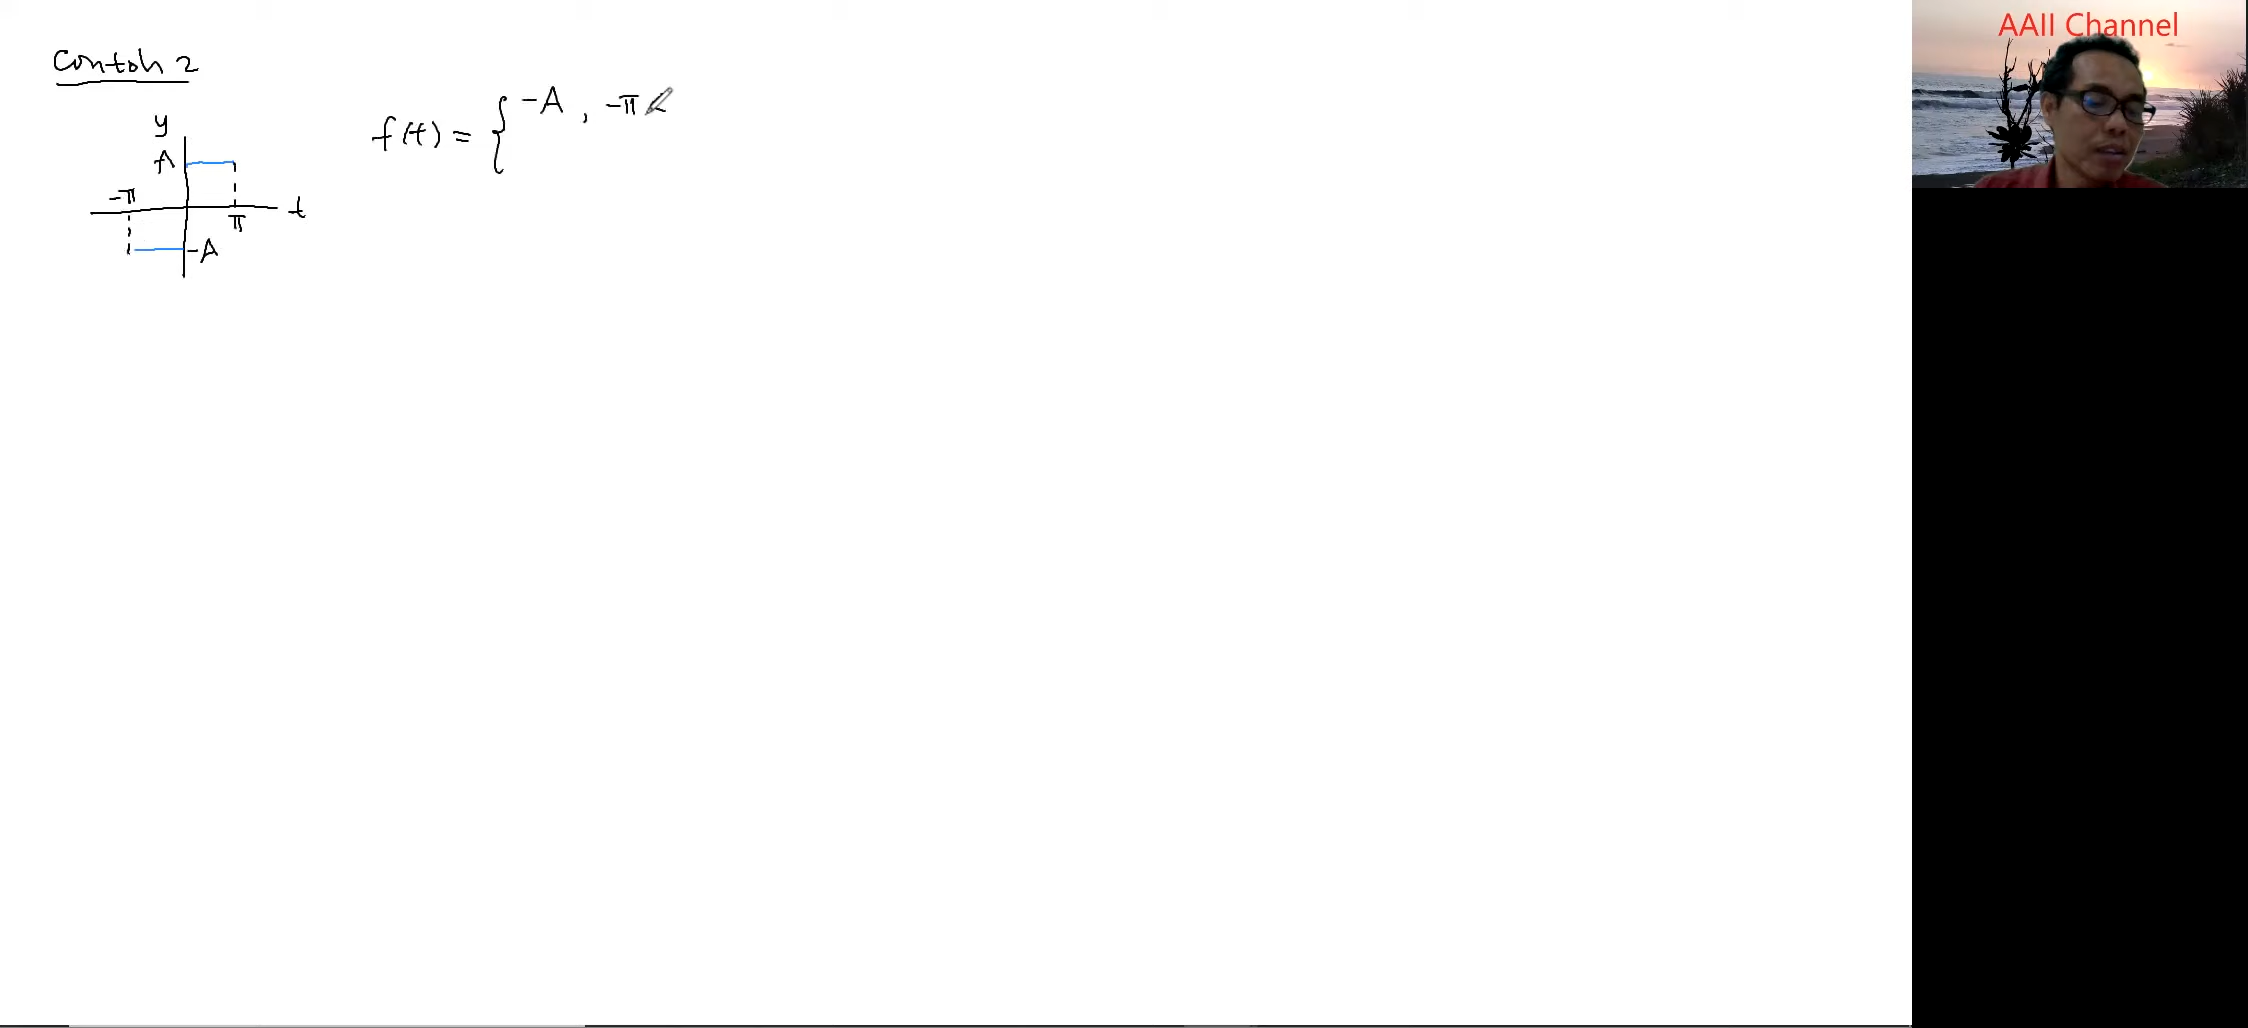 Contoh 2
AAII Channel
f(t) = { -A , -π <
y
A
-π
π
t
-A